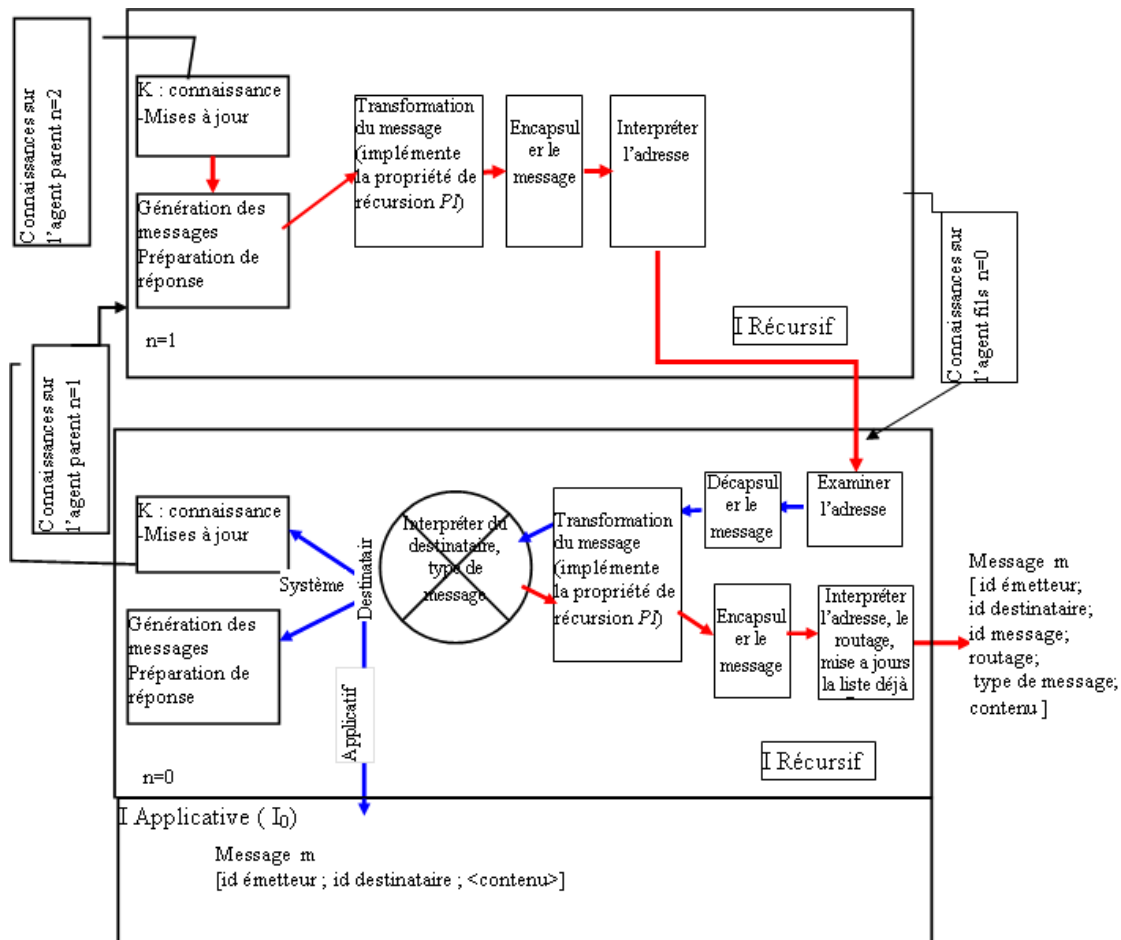 Connaissances sur
l'agent parent n=2
K : connaissance
-Mises à jour
Génération des
messages
Préparation de
réponse
Transformation
du message
(implémente
la propriété de
récursion PI)
Encapsul
er le
message
Interpréter
l'adresse
I Récursif
n=1
Connaissances sur
l'agent fils n=0
Connaissances sur
l'agent parent n=1
K : connaissance
-Mises à jour
Système
Destinatair
Interpréter du
destinataire,
type de
message
Transformation
du message
(implémente
la propriété de
récursion PI)
Décapsul
er le
message
Examiner
l'adresse
Génération des
messages
Préparation de
réponse
Applicatif
Encapsul
er le
message
Interpréter
l'adresse, le
routage,
mise a jours
la liste déjà
Message m
[ id émetteur;
id destinataire;
id message;
routage;
type de message;
contenu ]
I Récursif
n=0
I Applicative ( I0)
Message m
[id émetteur ; id destinataire ; <contenu>]